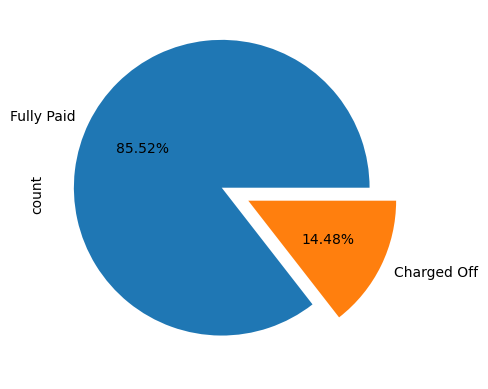 Fully Paid
85.52%
count
14.48%
Charged Off